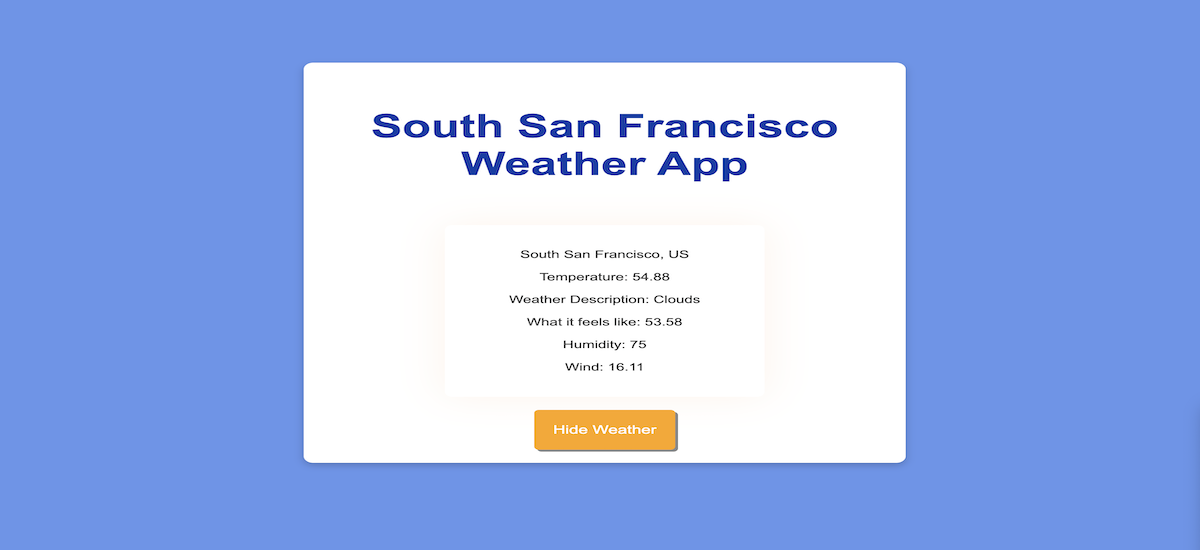 South San Francisco
Weather App
South San Francisco, US
Temperature: 54.88
Weather Description: Clouds
What it feels like: 53.58
Humidity: 75
Wind: 16.11
Hide Weather